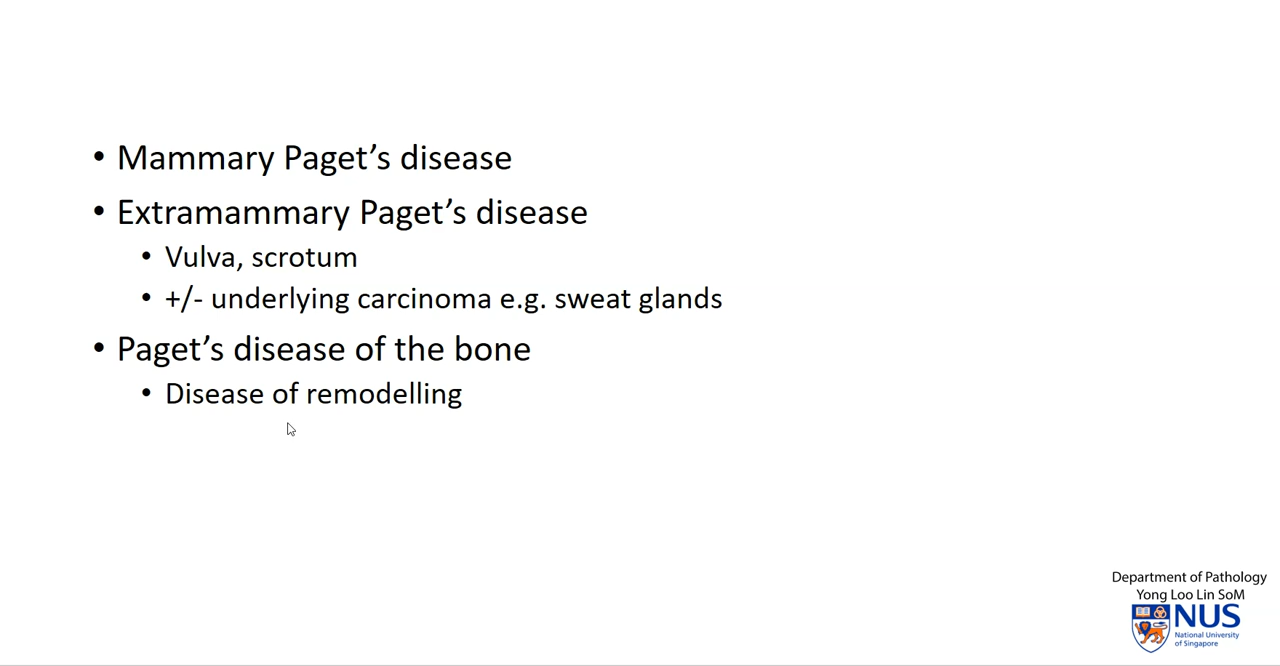 • Mammary Paget’s disease
• Extramammary Paget’s disease
• Vulva, scrotum
• +/- underlying carcinoma e.g. sweat glands
• Paget’s disease of the bone
• Disease of remodelling
Department of Pathology
Yong Loo Lin SoM
NUS
National University
of Singapore